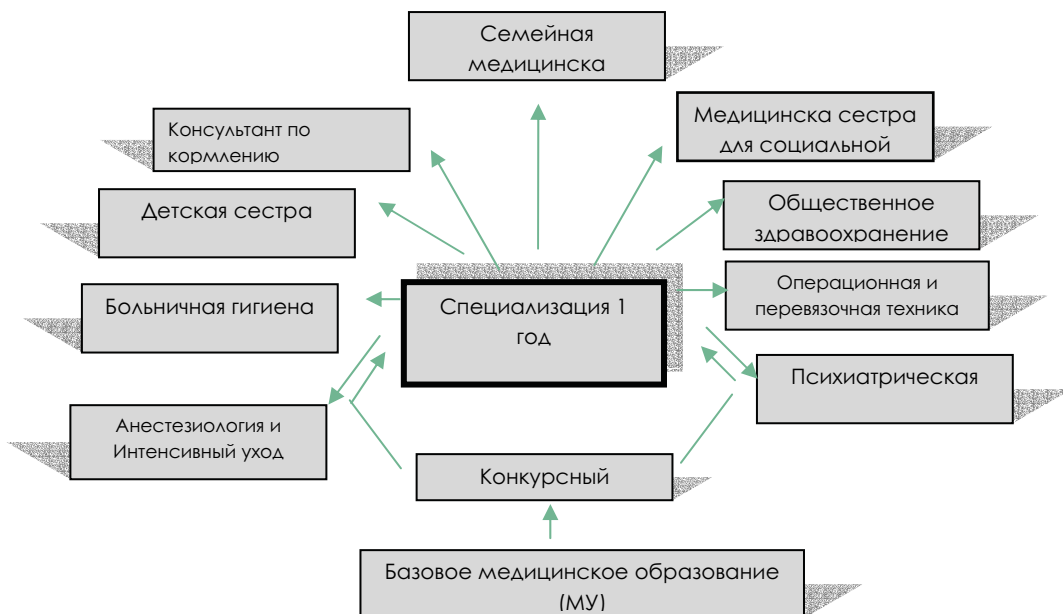 Семейная
медицинска
Консультант по
кормлению
Медицинска сестра
для социальной
Детская сестра
Общественное
здравоохранение
Больничная гигиена
Специализация 1
год
Операционная и
перевязочная техника
Психиатрическая
Анестезиология и
Интенсивный уход
Конкурсный
Базовое медицинское образование
(МУ)